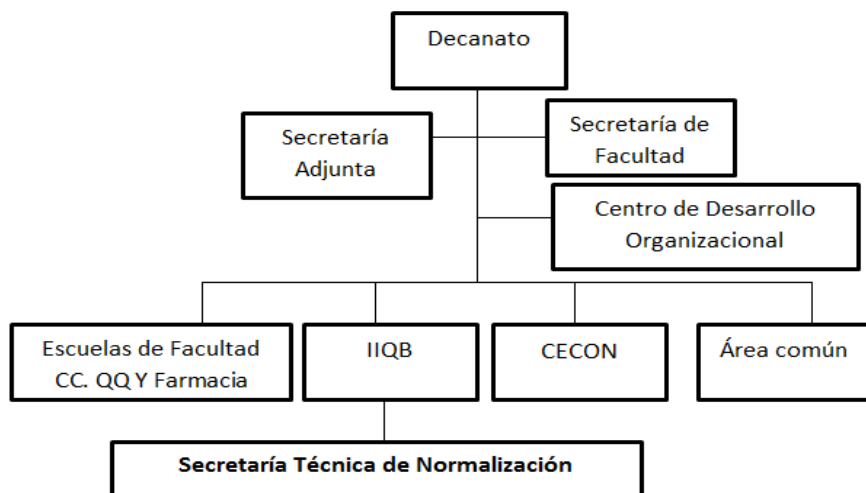 Decanato
Secretaría
Adjunta
Secretaría de
Facultad
Centro de Desarrollo
Organizacional
Escuelas de Facultad
CC. QQ Y Farmacia
IIQB
CECON
Área común
Secretaría Técnica de Normalización